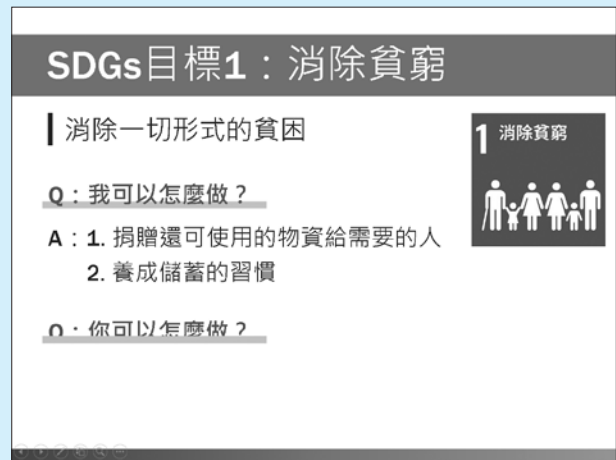 SDGs目標1：消除貧窮
消除一切形式的貧困
1 消除貧窮
Q：我可以怎麼做？
A：1. 捐贈還可使用的物資給需要的人
2. 養成儲蓄的習慣
Q：你可以怎麼做？